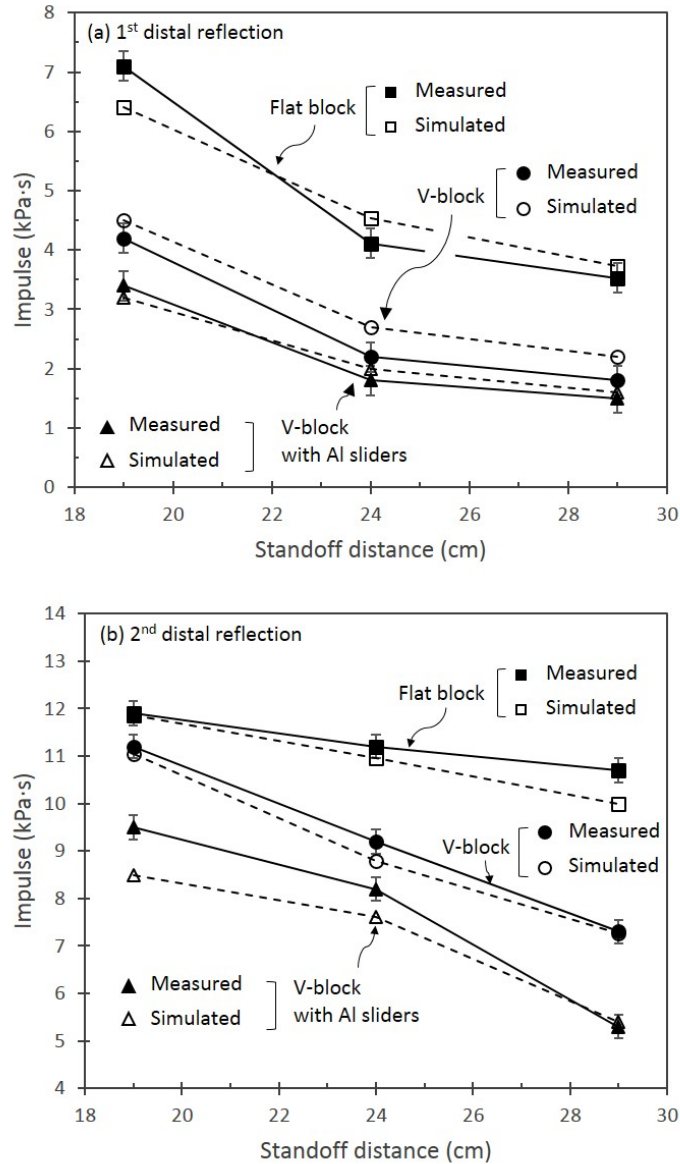 (a) 1st distal reflection
8
7
6
5
4
3
2
1
0
Impulse (kPa·s)
Flat block
Measured
Simulated
V-block
Measured
Simulated
Measured
Simulated
V-block
with Al sliders
18 20 22 24 26 28 30
Standoff distance (cm)
(b) 2nd distal reflection
14
13
12
11
10
9
8
7
6
5
4
Impulse (kPa·s)
Flat block
Measured
Simulated
V-block
Measured
Simulated
Measured
Simulated
V-block
with Al sliders
18 20 22 24 26 28 30
Standoff distance (cm)